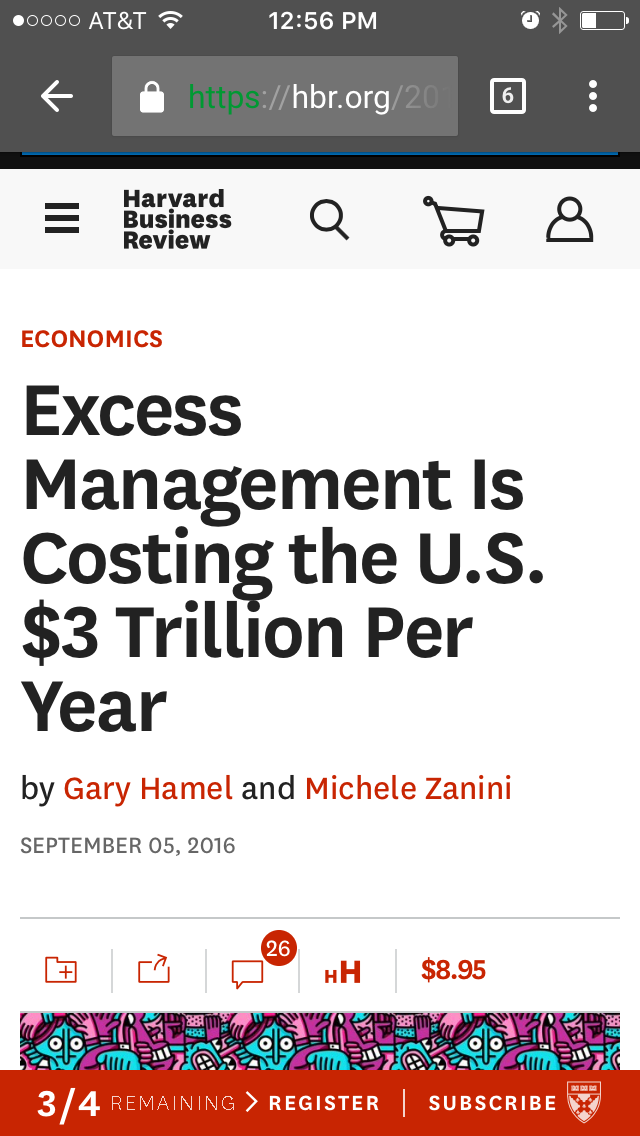 AT&T 12:56 PM
https://hbr.org/20
6
Harvard
Business
Review
ECONOMICS
Excess
Management Is
Costing the U.S.
$3 Trillion Per
Year
by Gary Hamel and Michele Zanini
SEPTEMBER 05, 2016
26
HH $8.95
3/4 REMAINING > REGISTER | SUBSCRIBE